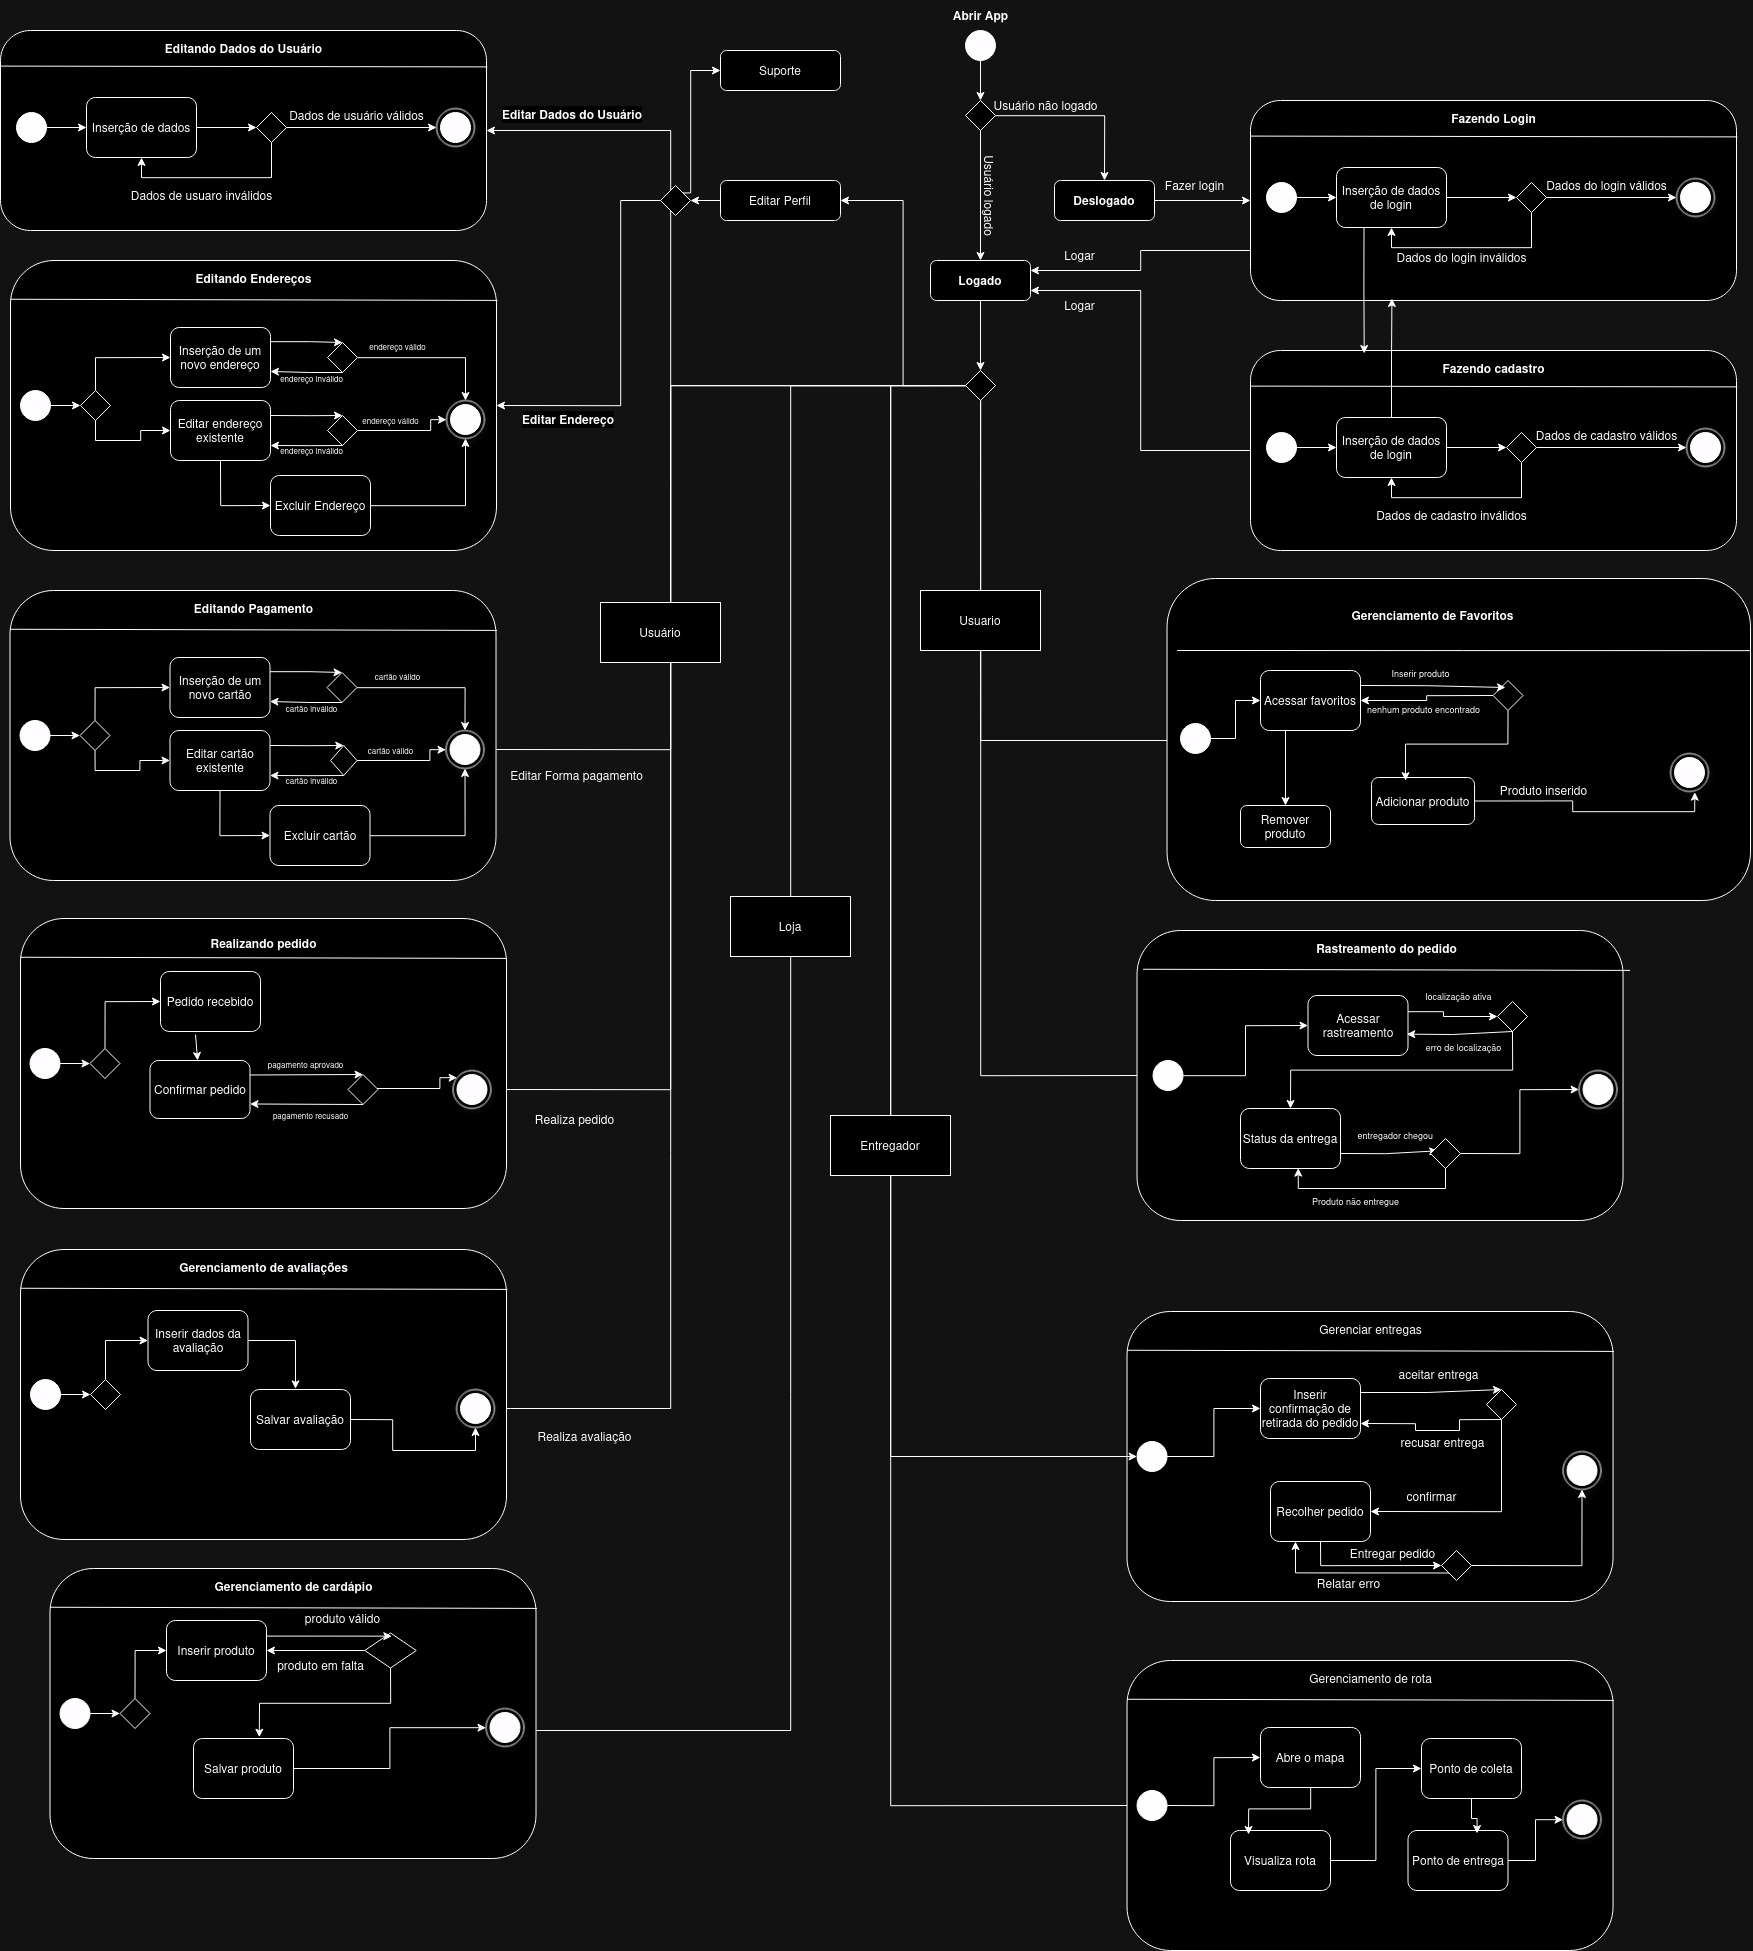 Abrir App
Editando Dados do Usuário
Inserção de dados
Dados de usuário válidos
Dados de usuaro inválidos
Suporte
Editar Dados do Usuário
Editar Perfil
Usuário não logado
Usuário logado
Deslogado
Fazer login
Logado
Logar
Logar
Fazendo Login
Inserção de dados
de login
Dados do login válidos
Dados do login inválidos
Fazendo cadastro
Inserção de dados
de login
Dados de cadastro válidos
Dados de cadastro inválidos
Editando Endereços
Inserção de um
novo endereço
endereço válido
endereço inválido
Editar endereço
existente
endereço válido
endereço inválido
Excluir Endereço
Editar Endereço
Editando Pagamento
Inserção de um
novo cartão
cartão válido
cartão inválido
Editar cartão
existente
cartão válido
cartão inválido
Excluir cartão
Editar Forma pagamento
Usuário
Usuario
Loja
Entregador
Gerenciamento de Favoritos
Acessar favoritos
Inserir produto
nenhum produto encontrado
Remover
produto
Adicionar produto
Produto inserido
Realizando pedido
Pedido recebido
Confirmar pedido
pagamento aprovado
pagamento recusado
Realiza pedido
Rastreamento do pedido
Acessar
rastreamento
localização ativa
erro de localização
Status da entrega
entregador chegou
Produto não entregue
Gerenciamento de avaliações
Inserir dados da
avaliação
Salvar avaliação
Realiza avaliação
Gerenciar entregas
Inserir
confirmação de
retirada do pedido
aceitar entrega
recusar entrega
confirmar
Recolher pedido
Entregar pedido
Relatar erro
Gerenciamento de cardápio
Inserir produto
produto válido
produto em falta
Salvar produto
Gerenciamento de rota
Abre o mapa
Visualiza rota
Ponto de coleta
Ponto de entrega